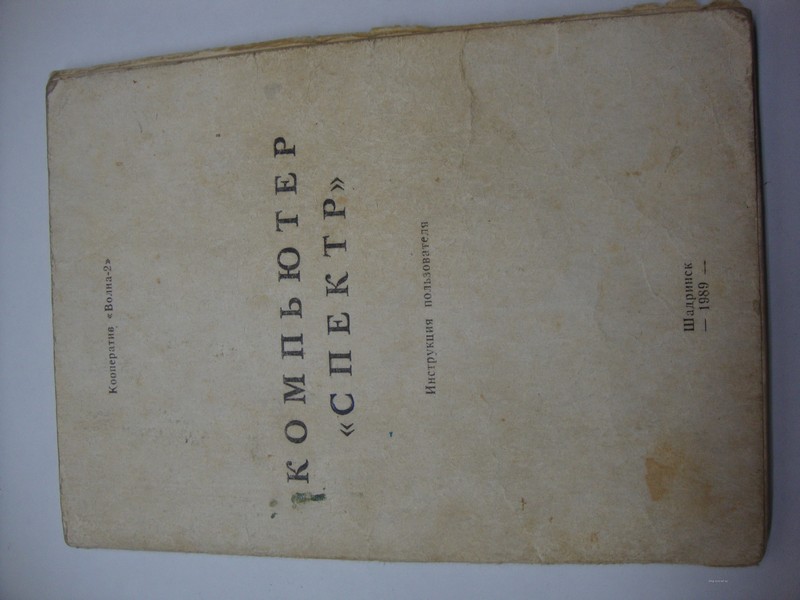 Кооператив «Волна-2»
КОМПЬЮТЕР
«СПЕКТР»
Инструкция пользователя
Шадринск
— 1989 —